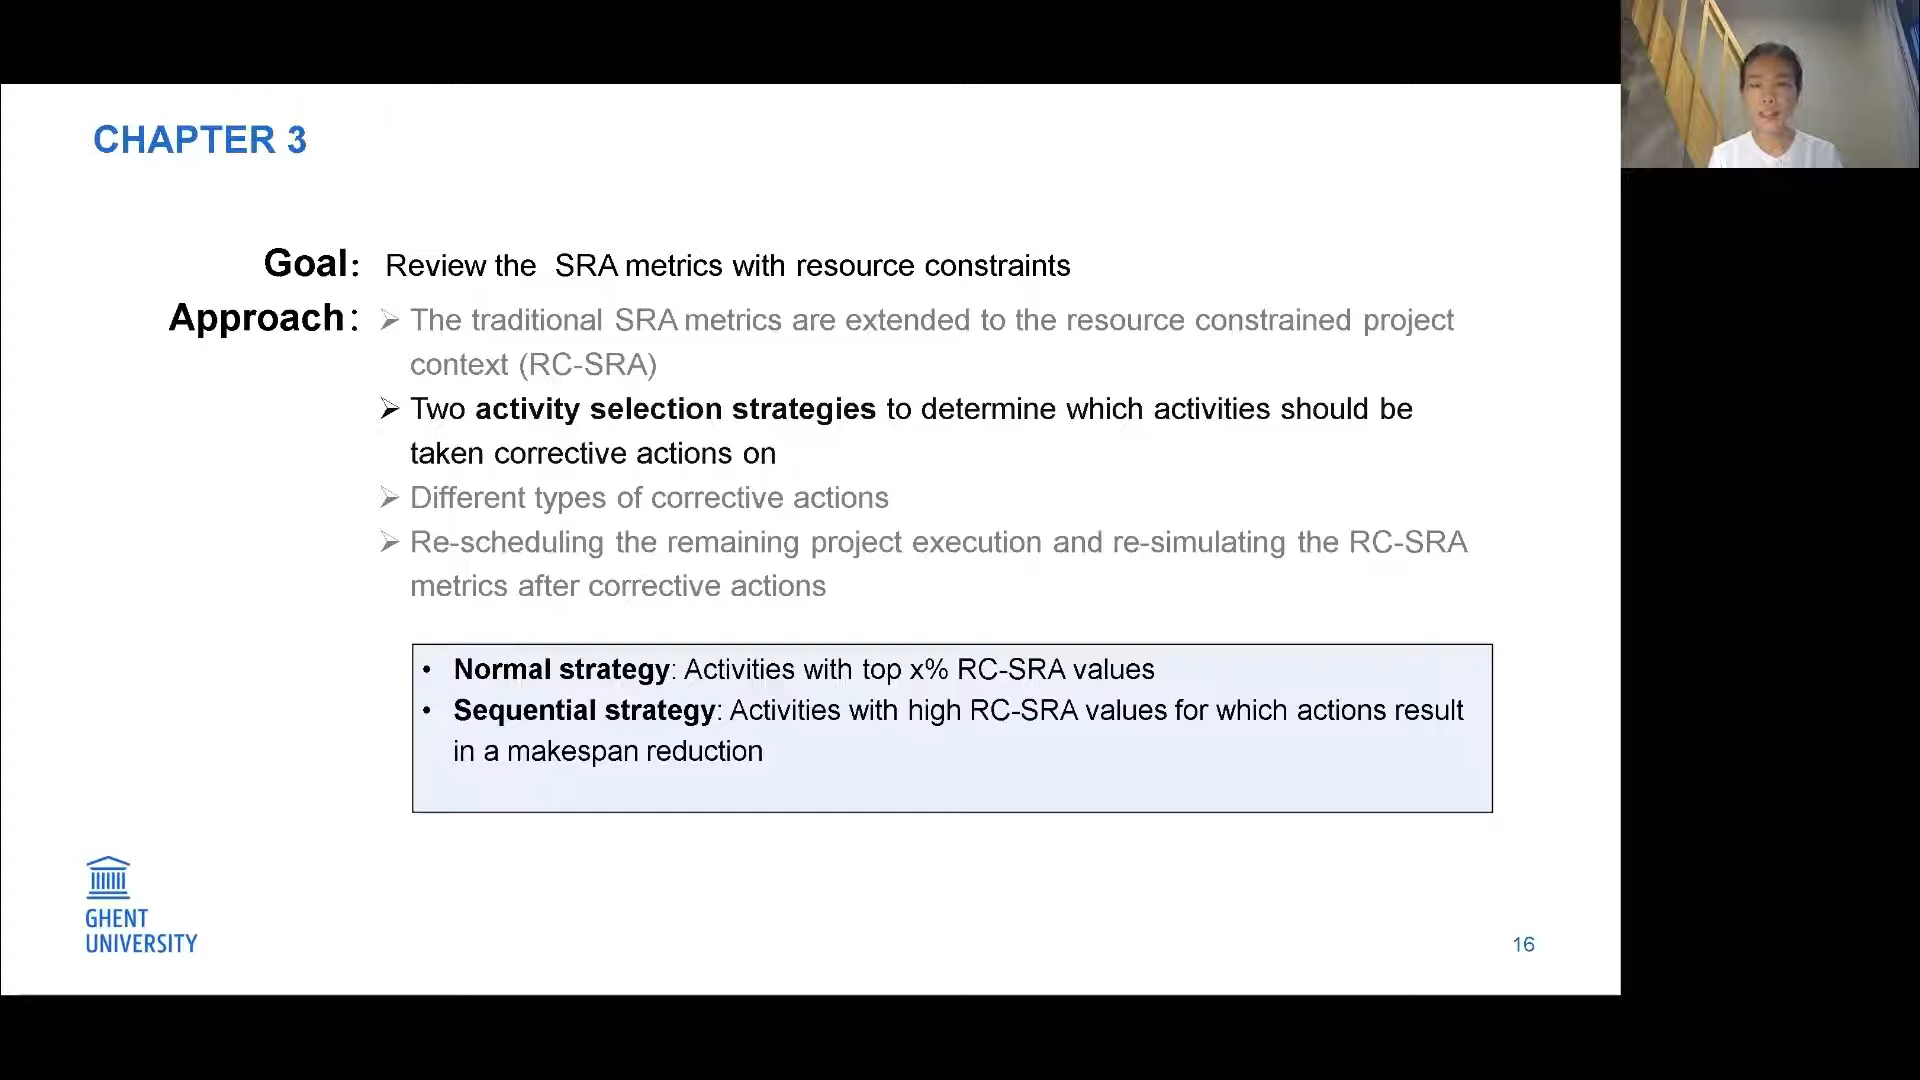 CHAPTER 3
Goal: Review the SRA metrics with resource constraints
Approach: ➢ The traditional SRA metrics are extended to the resource constrained project
context (RC-SRA)
➢ Two activity selection strategies to determine which activities should be
taken corrective actions on
➢ Different types of corrective actions
➢ Re-scheduling the remaining project execution and re-simulating the RC-SRA
metrics after corrective actions
• Normal strategy: Activities with top x% RC-SRA values
• Sequential strategy: Activities with high RC-SRA values for which actions result
in a makespan reduction
GHENT
UNIVERSITY
16